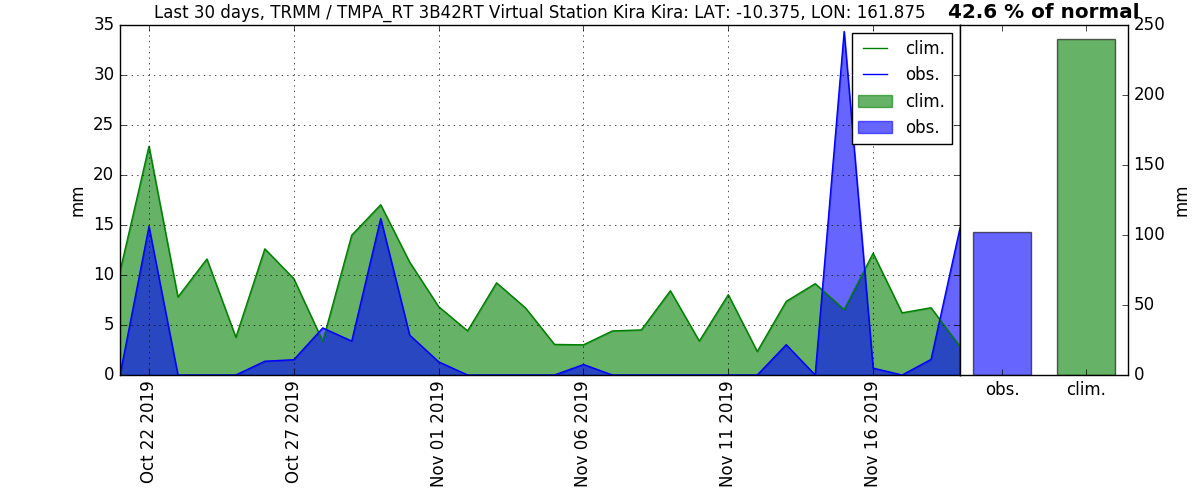 Last 30 days, TRMM / TMPA_RT 3B42RT Virtual Station Kira Kira: LAT: -10.375, LON: 161.875
42.6 % of normal
35
30
25
20
15
10
5
0
mm
clim.
obs.
clim.
obs.
Oct 22 2019
Oct 27 2019
Nov 01 2019
Nov 06 2019
Nov 11 2019
Nov 16 2019
250
200
150
100
50
0
mm
obs.
clim.